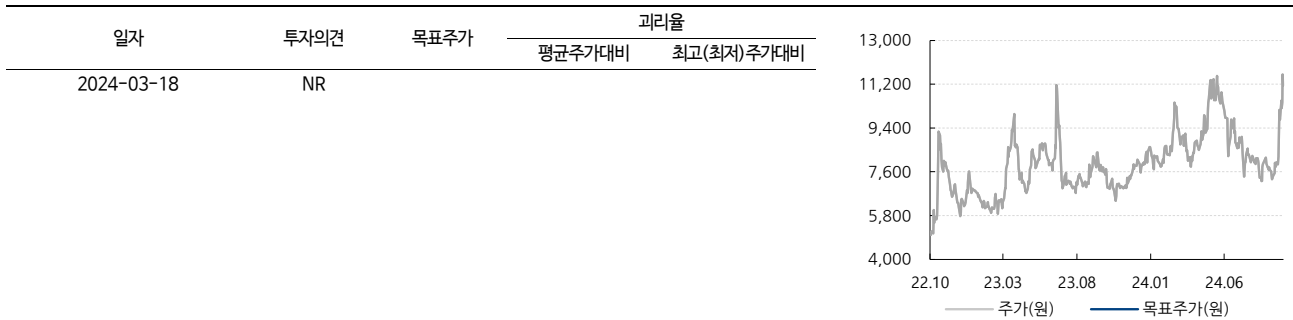 일자 투자의견 목표주가 괴리율
평균주가대비 최고(최저)주가대비
2024-03-18 NR
13,000
11,200
9,400
7,600
5,800
4,000
22.10 23.03 23.08 24.01 24.06
주가(원) 목표주가(원)